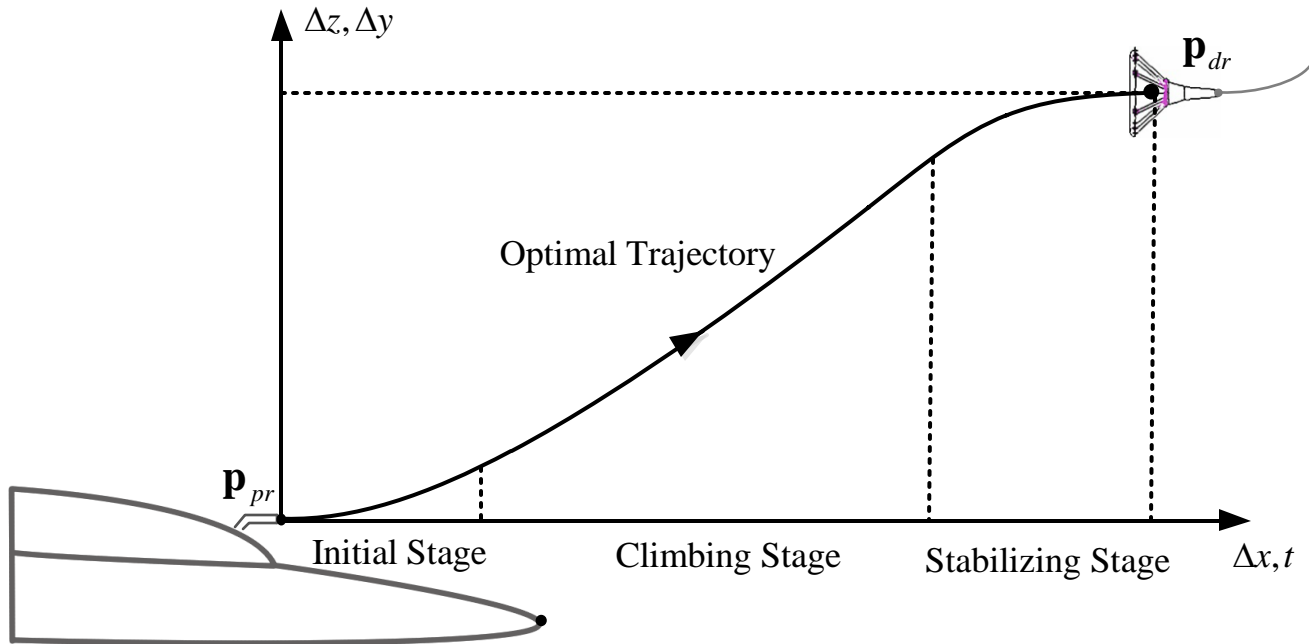 Δz, Δy
p_dr
Optimal Trajectory
p_pr
Initial Stage
Climbing Stage
Stabilizing Stage
Δx, t